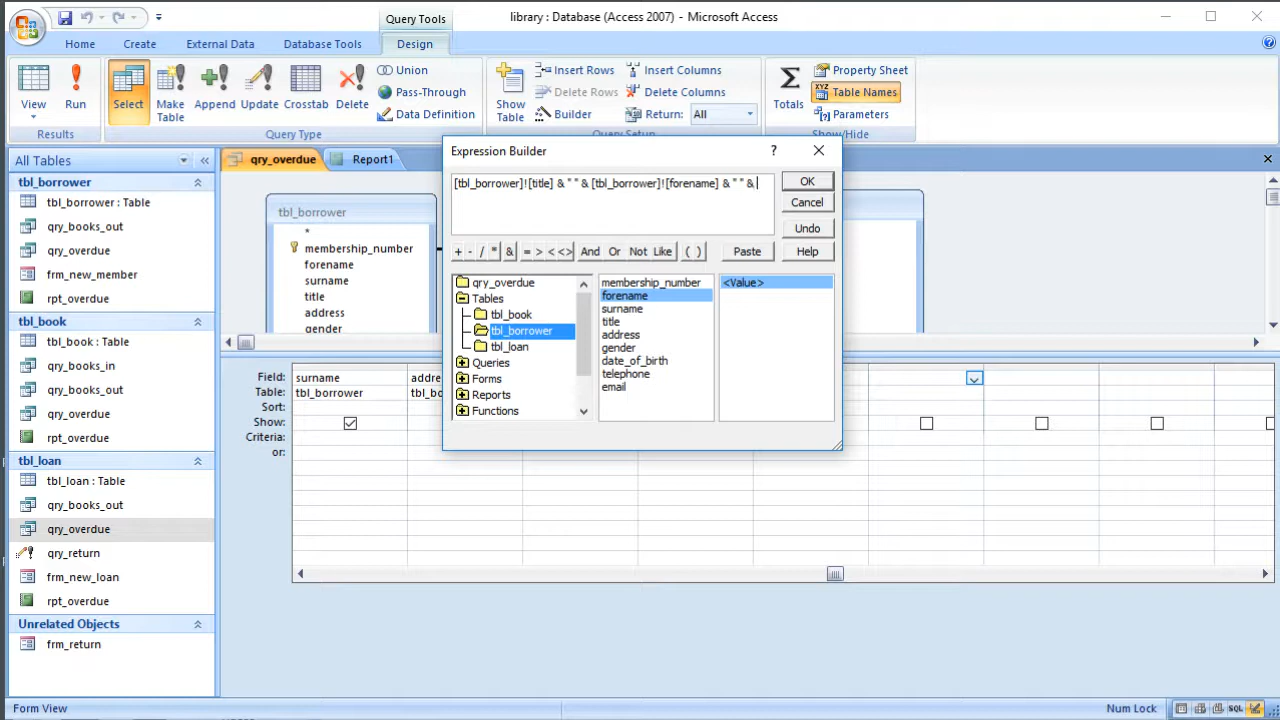 Query Tools
library : Database (Access 2007) - Microsoft Access
Home Create External Data Database Tools Design
View
Run
Results
Select
Make Table
Append
Update
Crosstab
Delete
Union
Pass-Through
Data Definition
Query Type
Show Table
Insert Rows
Delete Rows
Builder
Insert Columns
Delete Columns
Return: All
Query Setup
Totals
Property Sheet
XYZ Table Names
Parameters
Show/Hide
All Tables
tbl_borrower
tbl_borrower : Table
qry_books_out
qry_overdue
frm_new_member
rpt_overdue
tbl_book
tbl_book : Table
qry_books_in
qry_books_out
qry_overdue
rpt_overdue
tbl_loan
tbl_loan : Table
qry_books_out
qry_overdue
qry_return
frm_new_loan
rpt_overdue
Unrelated Objects
frm_return
qry_overdue Report1
tbl_borrower
*
membership_number
forename
surname
title
address
gender
Expression Builder
[tbl_borrower]![title] & " " & [tbl_borrower]![forename] & " " &
OK
Cancel
Undo
+ - / * & = > < <> And Or Not Like ( ) Paste Help
qry_overdue
Tables
tbl_book
tbl_borrower
tbl_loan
Queries
Forms
Reports
Functions
membership_number
forename
surname
title
address
gender
date_of_birth
telephone
email
<Value>
Field: surname addre
Table: tbl_borrower tbl_bo
Sort:
Show:
Criteria:
or:
Form View
Num Lock
SQL